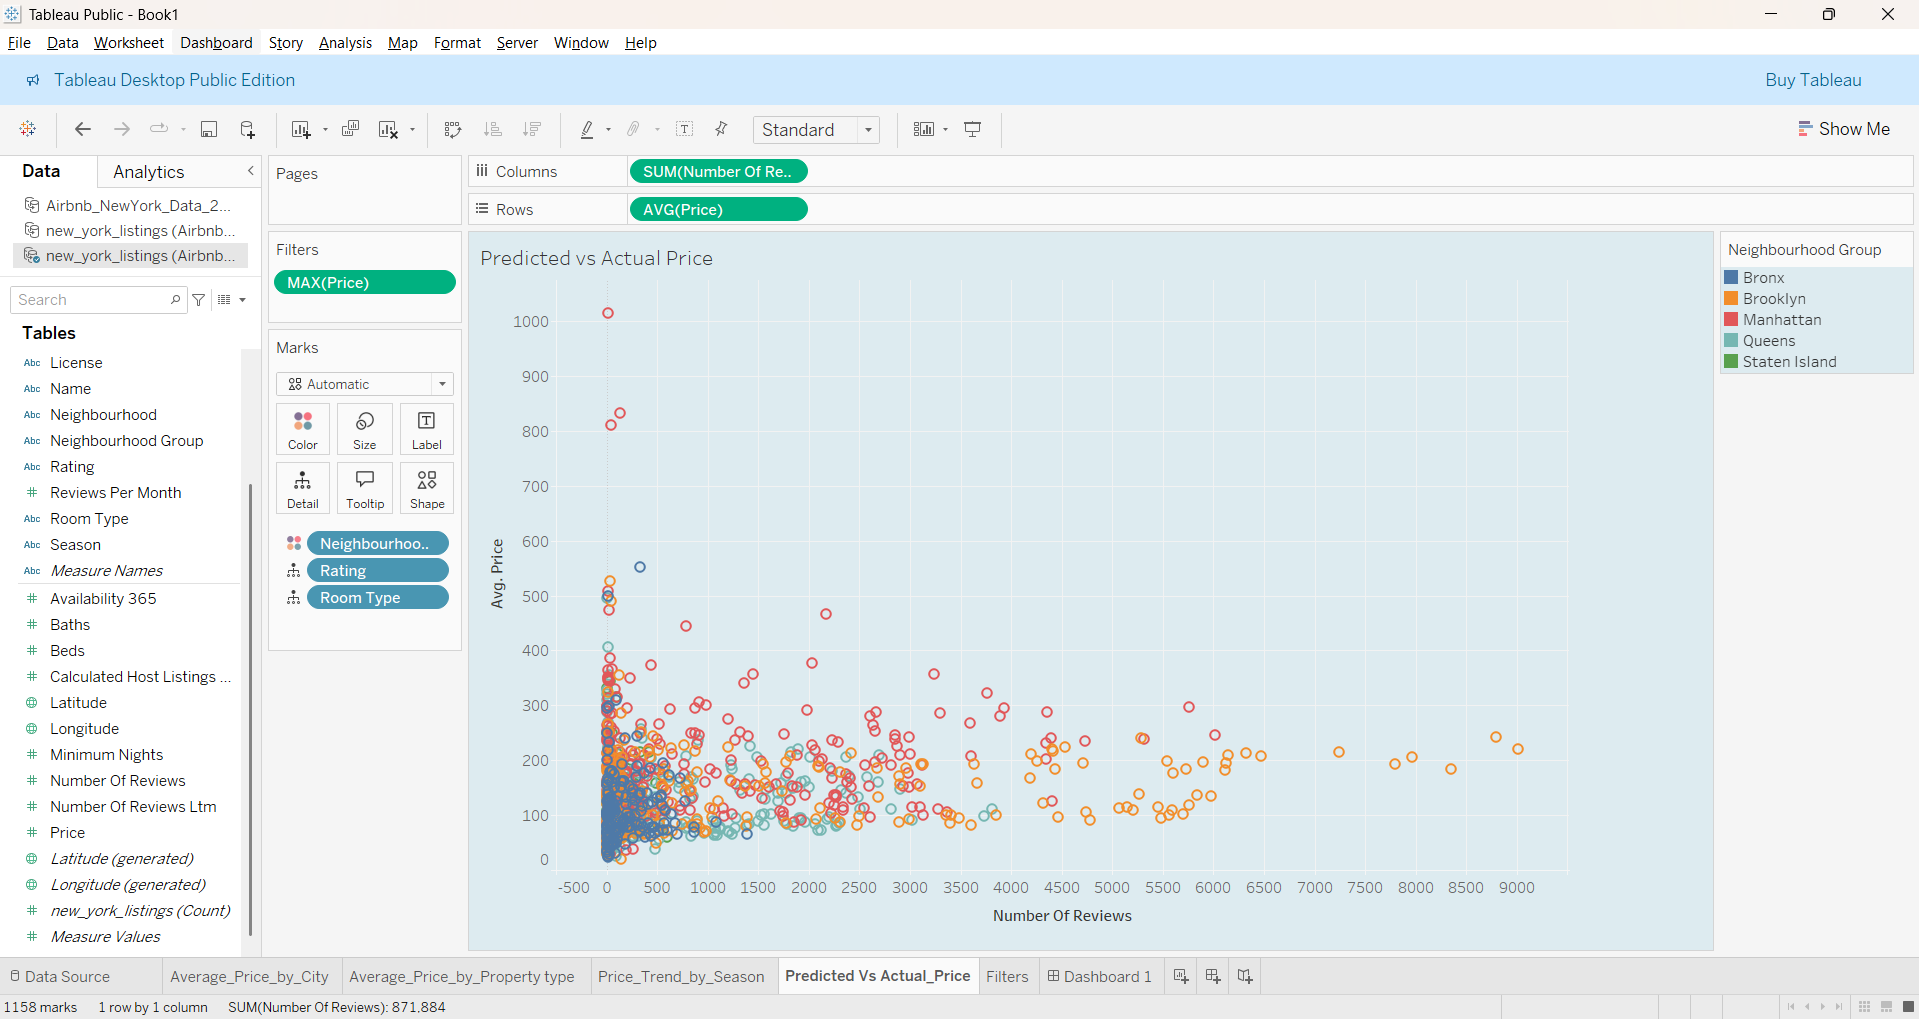 Tableau Public - Book1
File Data Worksheet Dashboard Story Analysis Map Format Server Window Help
Tableau Desktop Public Edition
Buy Tableau
Standard
Show Me
Data
Analytics
Airbnb_NewYork_Data_2...
new_york_listings (Airbnb...
new_york_listings (Airbnb...
Search
Tables
Abc License
Abc Name
Abc Neighbourhood
Abc Neighbourhood Group
Abc Rating
# Reviews Per Month
Abc Room Type
Abc Season
Abc Measure Names
# Availability 365
# Baths
# Beds
# Calculated Host Listings ...
Latitude
Longitude
# Minimum Nights
# Number Of Reviews
# Number Of Reviews Ltm
# Price
Latitude (generated)
Longitude (generated)
# new_york_listings (Count)
# Measure Values
Pages
Filters
MAX(Price)
Marks
Automatic
Color Size Label
Detail Tooltip Shape
Neighbourhoo..
Rating
Room Type
Columns
SUM(Number Of Re..
Rows
AVG(Price)
Predicted vs Actual Price
1000
900
800
700
600
500
400
300
200
100
0
Avg. Price
-500 0 500 1000 1500 2000 2500 3000 3500 4000 4500 5000 5500 6000 6500 7000 7500 8000 8500 9000
Number Of Reviews
Neighbourhood Group
Bronx
Brooklyn
Manhattan
Queens
Staten Island
Data Source Average_Price_by_City Average_Price_by_Property type Price_Trend_by_Season Predicted Vs Actual_Price Filters Dashboard 1
1158 marks 1 row by 1 column SUM(Number Of Reviews): 871,884